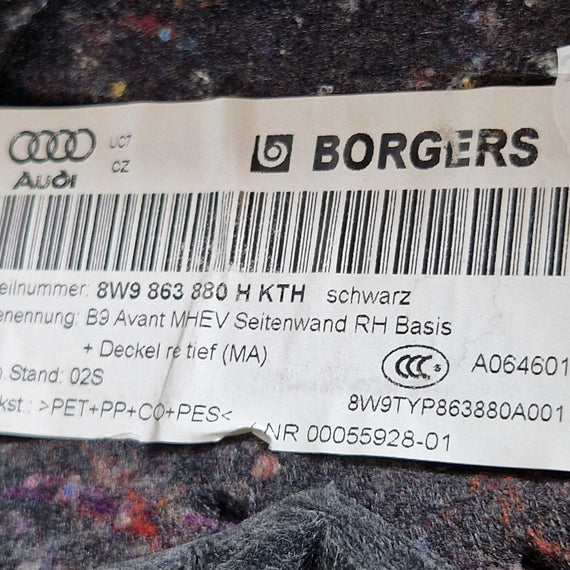 UC7
CZ
Audi
BORGERS
eilnummer: 8W9 863 880 H KTH schwarz
enennung: B9 Avant MHEV Seitenwand RH Basis
+ Deckel re tief (MA)
n.Stand: 02S
CCC S
A064601
kst.: >PET+PP+CO+PES<
8W9TYP863880A001
NR 00055928-01